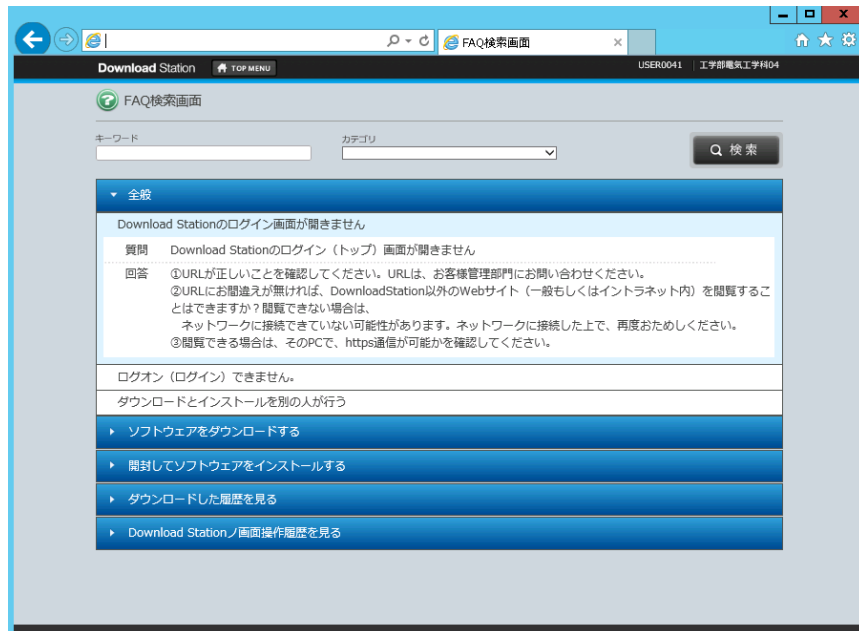 FAQ検索画面
Download Station TOP MENU USER0041 工学部電気工学科04
FAQ検索画面
キーワード カテゴリ
検索
全般
Download Stationのログイン画面が開きません
質問 Download Stationのログイン（トップ）画面が開きません
回答 ①URLが正しいことを確認してください。URLは、お客様管理部門にお問い合わせください。
②URLにお間違えが無ければ、DownloadStation以外のWebサイト（一般もしくはイントラネット内）を閲覧するこ
とはできますか？閲覧できない場合は、
ネットワークに接続できていない可能性があります。ネットワークに接続した上で、再度おためしください。
③閲覧できる場合は、そのPCで、https通信が可能かを確認してください。
ログオン（ログイン）できません。
ダウンロードとインストールを別の人が行う
ソフトウェアをダウンロードする
開封してソフトウェアをインストールする
ダウンロードした履歴を見る
Download Stationノ画面操作履歴を見る